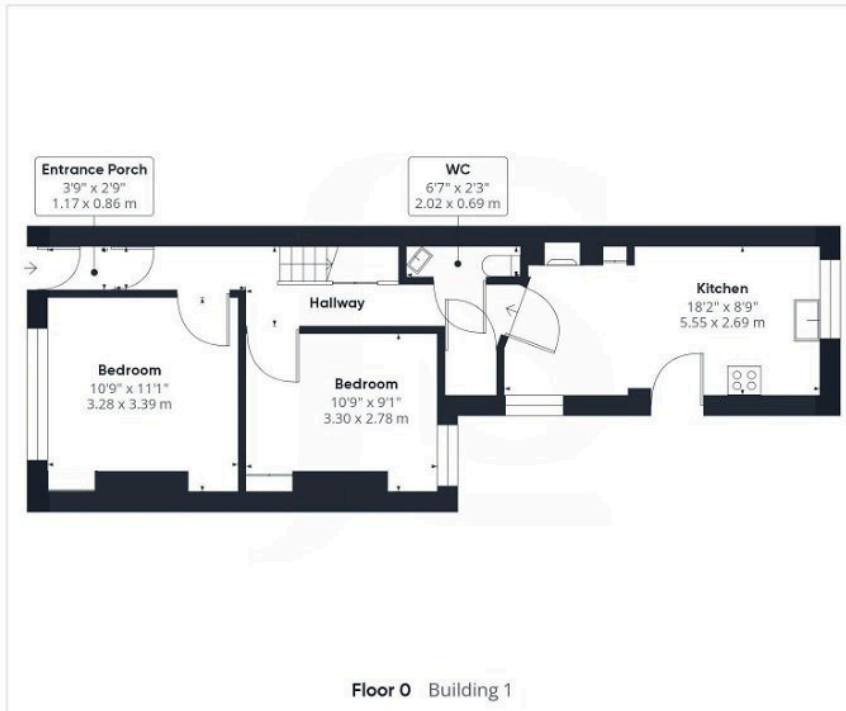 Entrance Porch
3'9" x 2'9"
1.17 x 0.86 m
WC
6'7" x 2'3"
2.02 x 0.69 m
Hallway
Kitchen
18'2" x 8'9"
5.55 x 2.69 m
Bedroom
10'9" x 11'1"
3.28 x 3.39 m
Bedroom
10'9" x 9'1"
3.30 x 2.78 m
Floor 0 Building 1